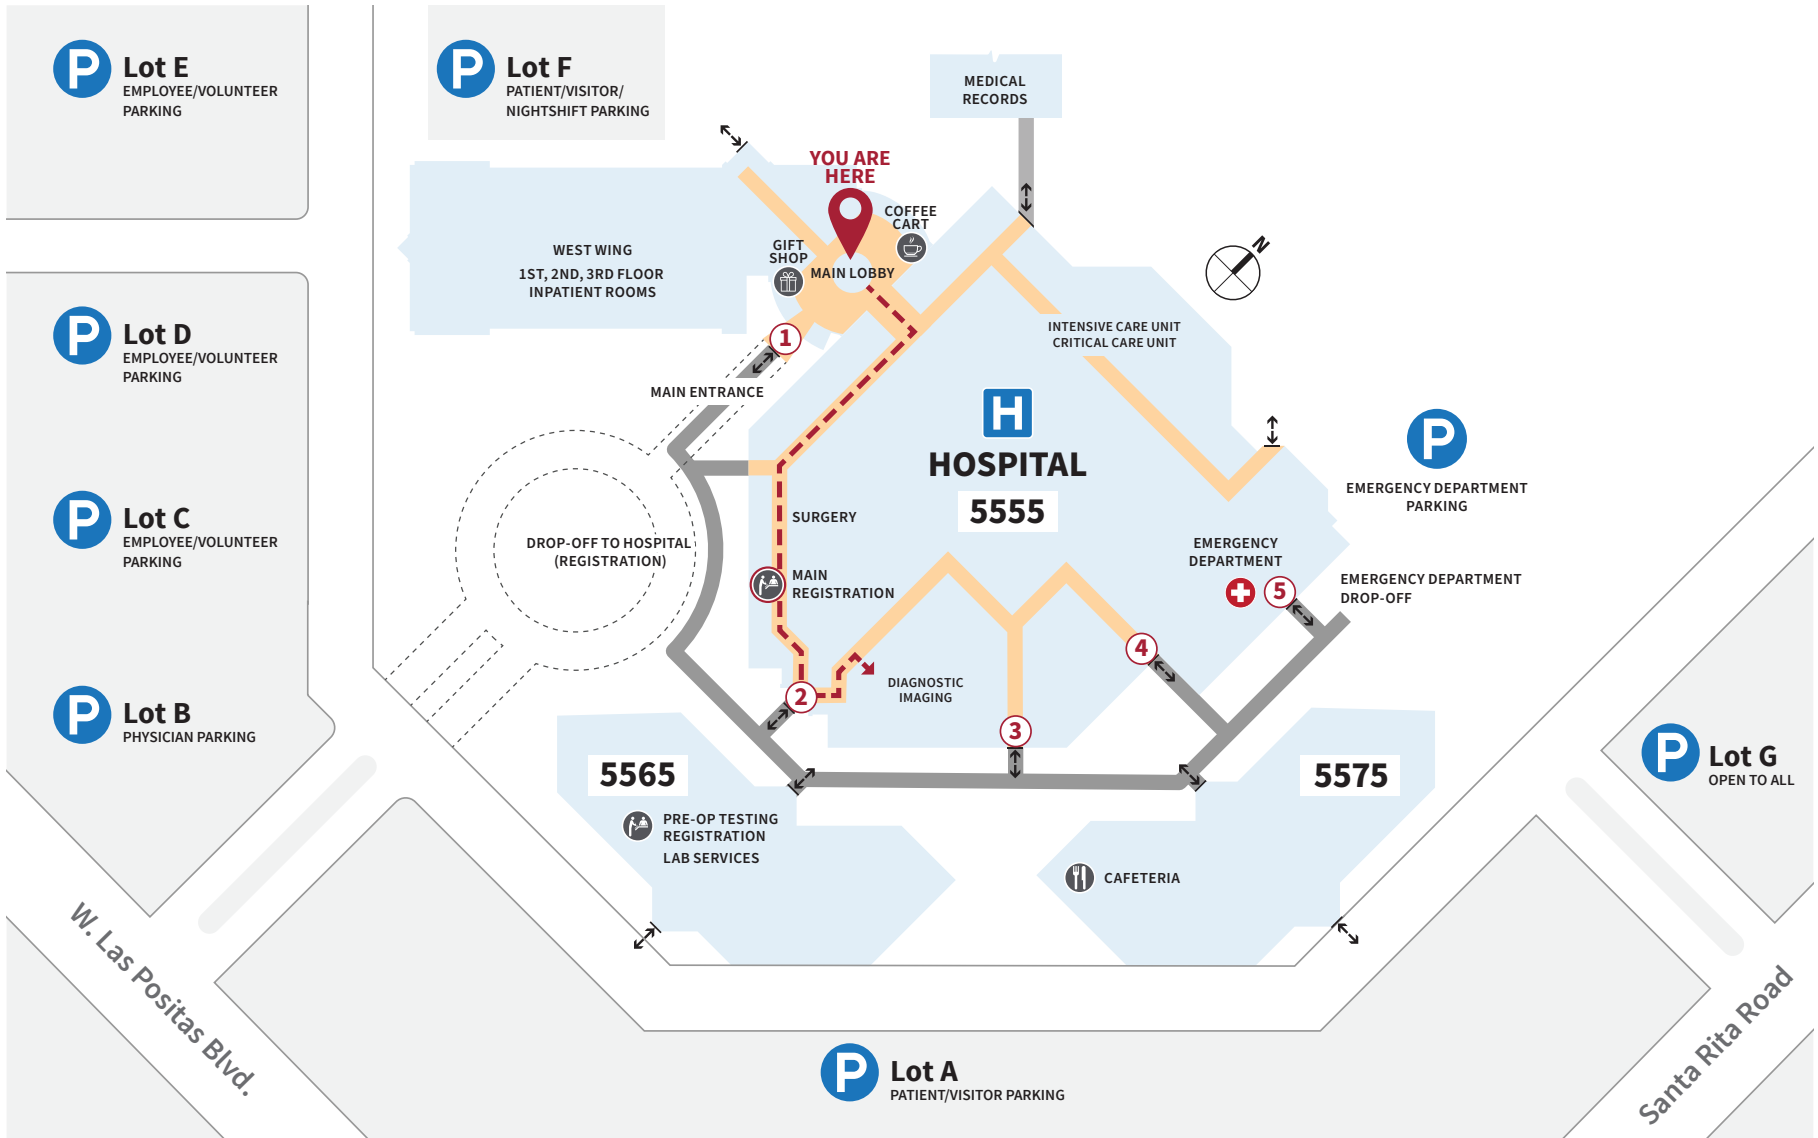 P
Lot E
EMPLOYEE/VOLUNTEER
PARKING
P
Lot F
PATIENT/VISITOR/
NIGHTSHIFT PARKING
MEDICAL
RECORDS
YOU ARE
HERE
COFFEE
CART
GIFT
SHOP
MAIN LOBBY
WEST WING
1ST, 2ND, 3RD FLOOR
INPATIENT ROOMS
N
P
Lot D
EMPLOYEE/VOLUNTEER
PARKING
1
MAIN ENTRANCE
INTENSIVE CARE UNIT
CRITICAL CARE UNIT
H
HOSPITAL
5555
P
EMERGENCY DEPARTMENT
PARKING
P
Lot C
EMPLOYEE/VOLUNTEER
PARKING
DROP-OFF TO HOSPITAL
(REGISTRATION)
SURGERY
MAIN
REGISTRATION
EMERGENCY
DEPARTMENT
5
EMERGENCY DEPARTMENT
DROP-OFF
4
2
DIAGNOSTIC
IMAGING
3
P
Lot B
PHYSICIAN PARKING
5565
PRE-OP TESTING
REGISTRATION
LAB SERVICES
5575
CAFETERIA
P
Lot G
OPEN TO ALL
W. Las Positas Blvd.
P
Lot A
PATIENT/VISITOR PARKING
Santa Rita Road